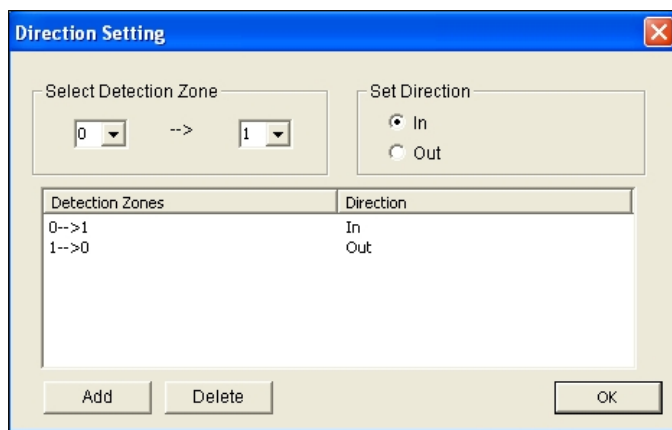 Direction Setting
Select Detection Zone
0 --> 1
Set Direction
In
Out
Detection Zones Direction
0-->1 In
1-->0 Out
Add Delete OK